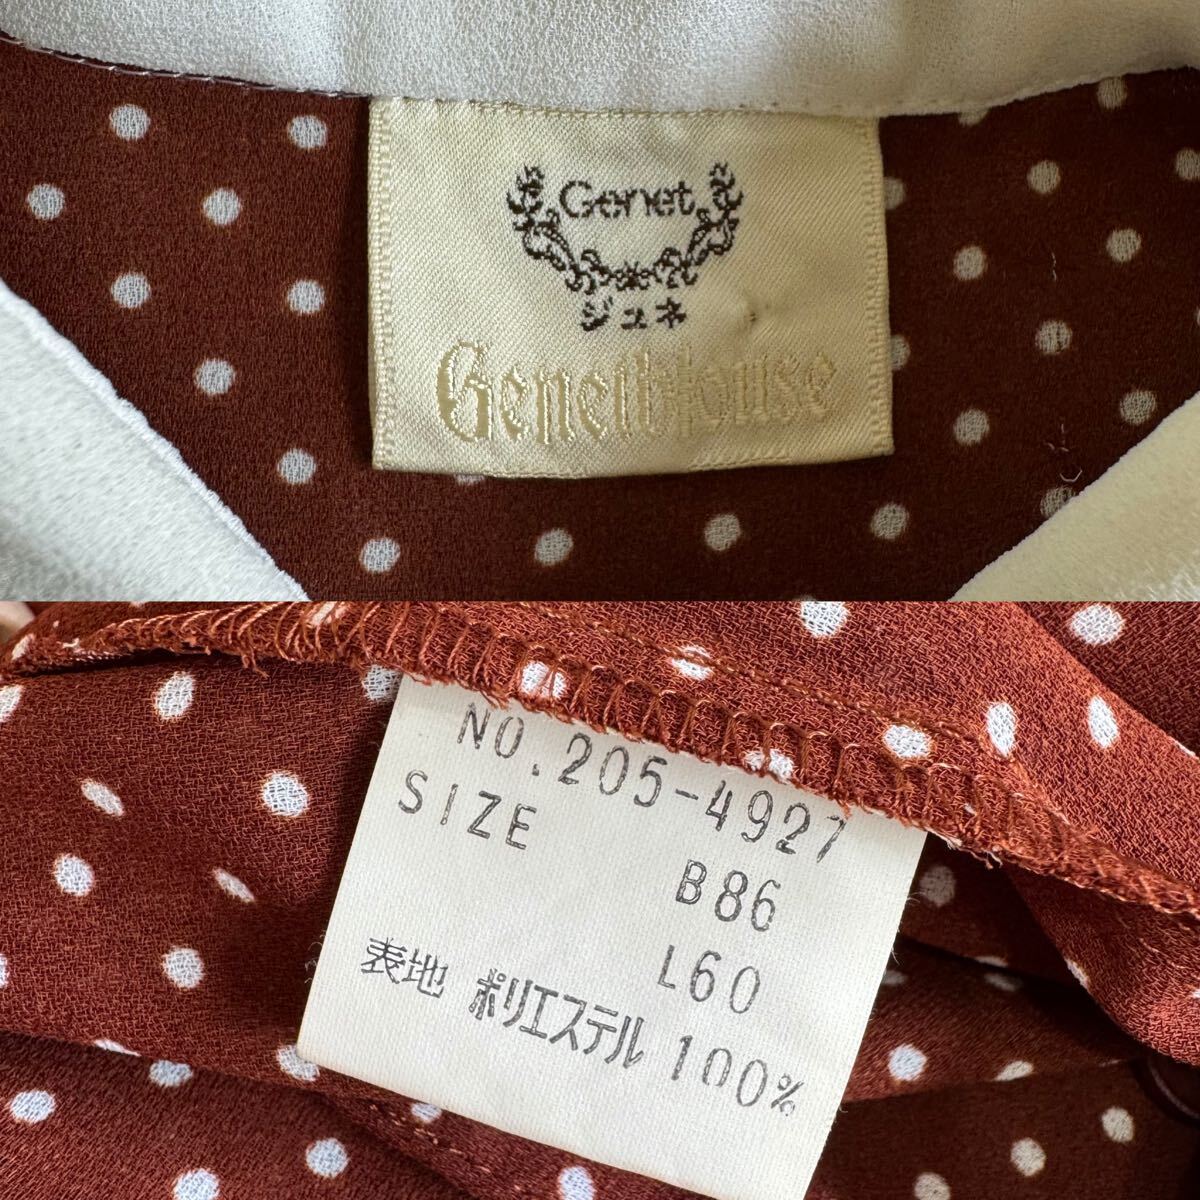 Genet
ジュネ
Genetblouse
NO.205-4927
SIZE
B86
L60
表地 ポリエステル 100%